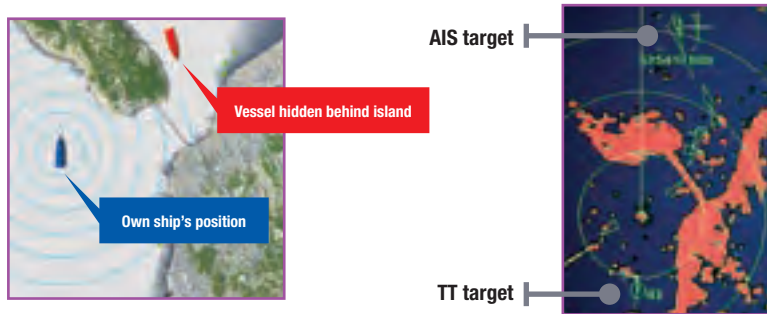 AIS target
Vessel hidden behind island
Own ship's position
TT target